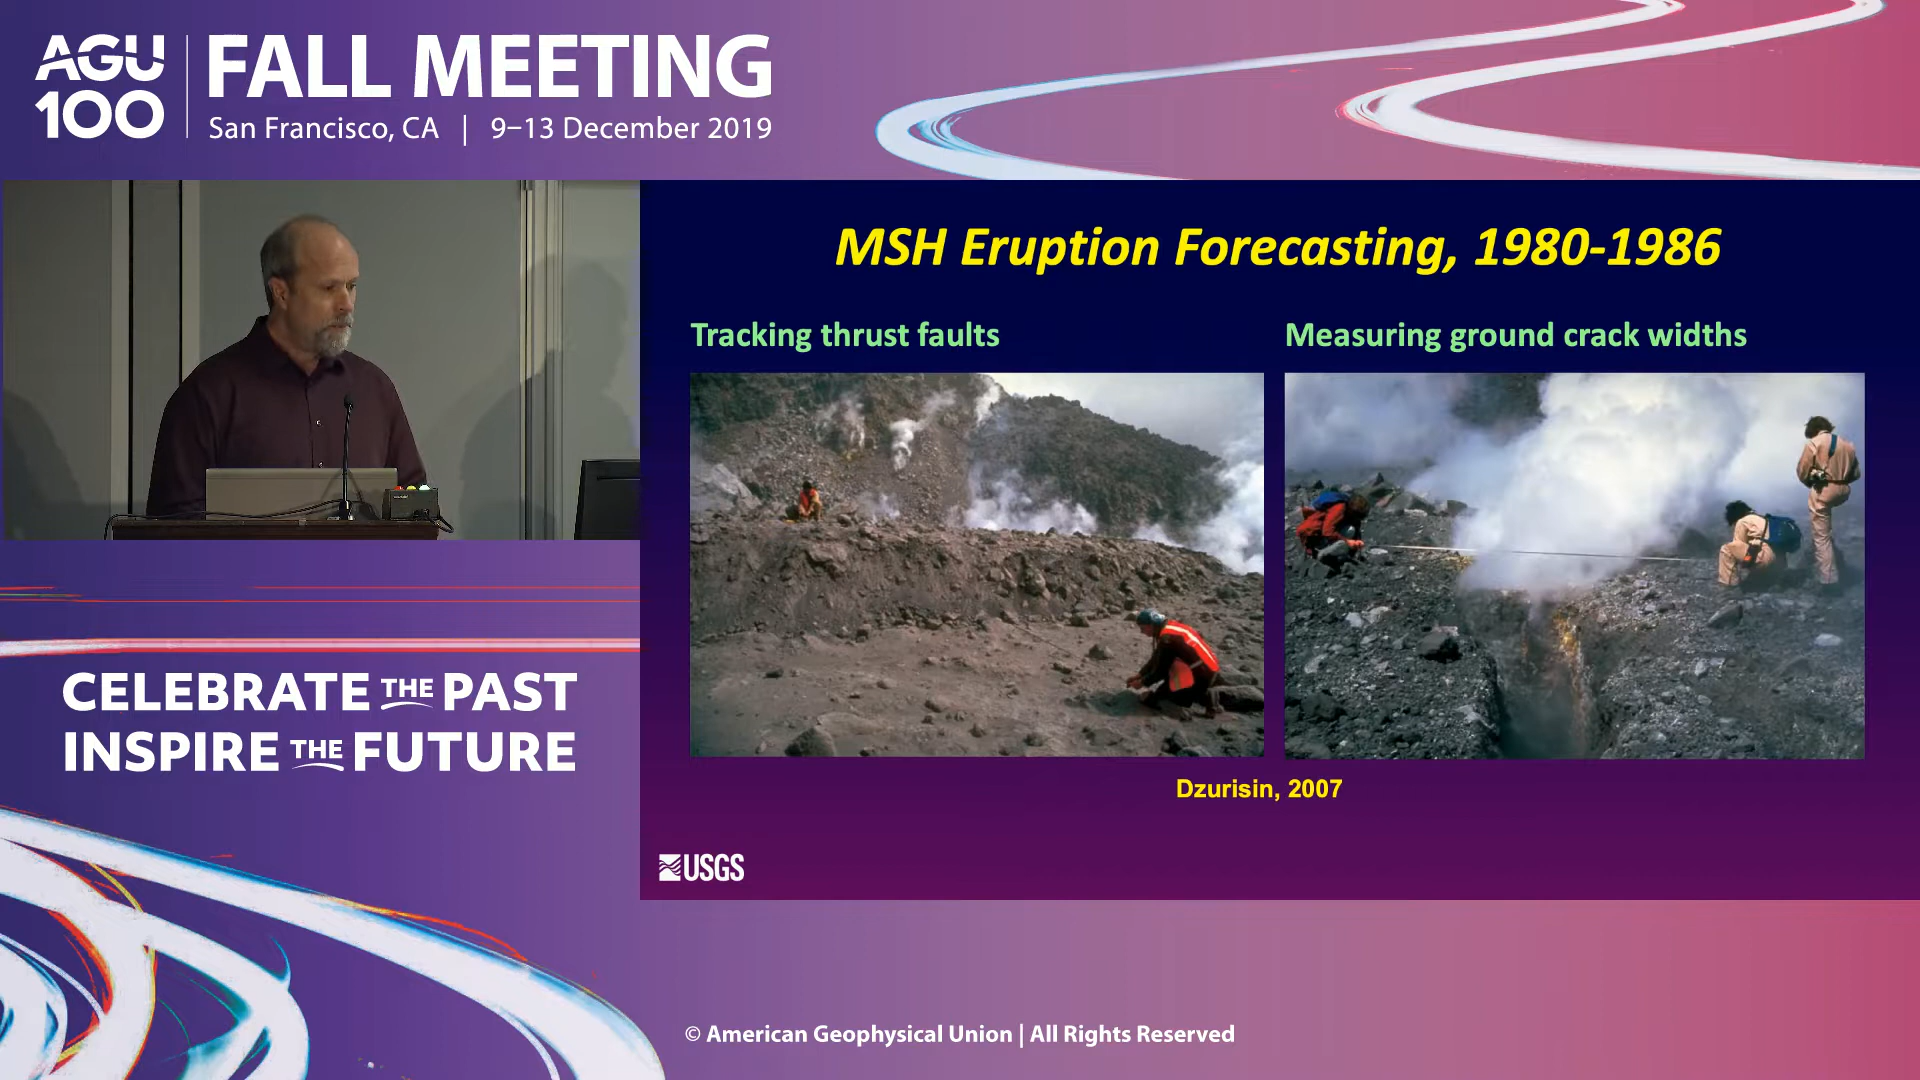 AGU
100
FALL MEETING
San Francisco, CA | 9–13 December 2019
MSH Eruption Forecasting, 1980-1986
Tracking thrust faults
Measuring ground crack widths
Dzurisin, 2007
USGS
CELEBRATE THE PAST
INSPIRE THE FUTURE
© American Geophysical Union | All Rights Reserved